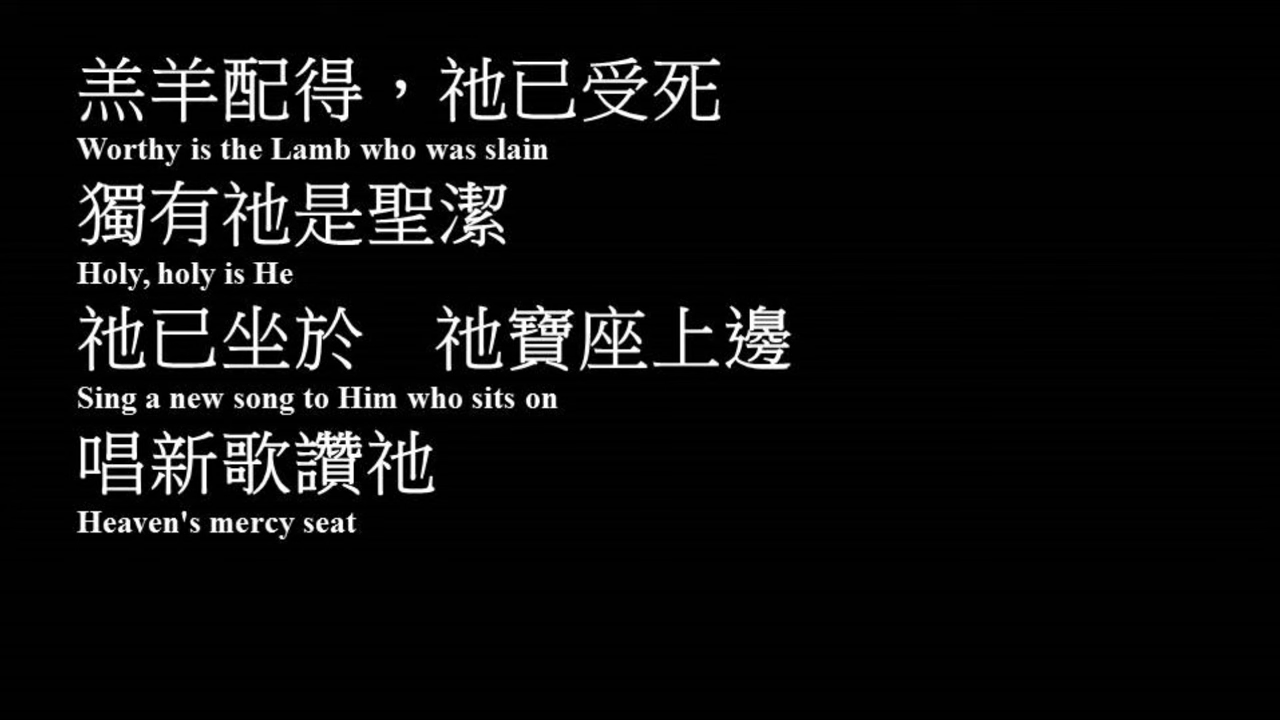 羔羊配得，祂已受死
Worthy is the Lamb who was slain
獨有祂是聖潔
Holy, holy is He
祂已坐於　祂寶座上邊
Sing a new song to Him who sits on
唱新歌讚祂
Heaven's mercy seat